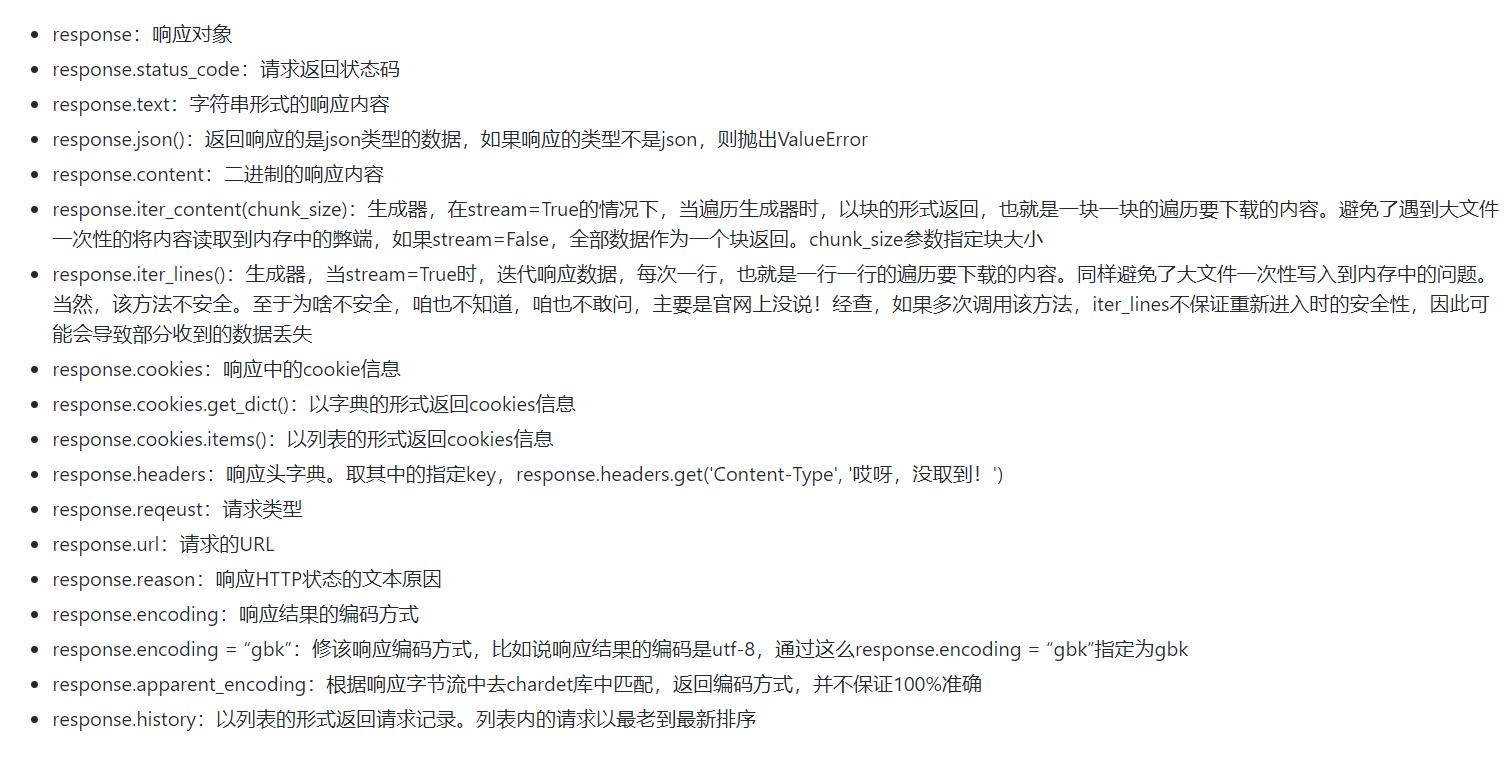 • response：响应对象
• response.status_code：请求返回状态码
• response.text：字符串形式的响应内容
• response.json()：返回响应的是json类型的数据，如果响应的类型不是json，则抛出ValueError
• response.content：二进制的响应内容
• response.iter_content(chunk_size)：生成器，在stream=True的情况下，当遍历生成器时，以块的形式返回，也就是一块一块的遍历要下载的内容。避免了遇到大文件
一次性的将内容读取到内存中的弊端，如果stream=False，全部数据作为一个块返回。chunk_size参数指定块大小
• response.iter_lines()：生成器，当stream=True时，迭代响应数据，每次一行，也就是一行一行的遍历要下载的内容。同样避免了大文件一次性写入到内存中的问题。
当然，该方法不安全。至于为啥不安全，咱也不知道，咱也不敢问，主要是官网上没说！经查，如果多次调用该方法，iter_lines不保证重新进入时的安全性，因此可
能会导致部分收到的数据丢失
• response.cookies：响应中的cookie信息
• response.cookies.get_dict()：以字典的形式返回cookies信息
• response.cookies.items()：以列表的形式返回cookies信息
• response.headers：响应头字典。取其中的指定key，response.headers.get('Content-Type', '哎呀，没取到！')
• response.reqeust：请求类型
• response.url：请求的URL
• response.reason：响应HTTP状态的文本原因
• response.encoding：响应结果的编码方式
• response.encoding = “gbk”：修该响应编码方式，比如说响应结果的编码是utf-8，通过这么response.encoding = “gbk”指定为gbk
• response.apparent_encoding：根据响应字节流中去chardet库中匹配，返回编码方式，并不保证100%准确
• response.history：以列表的形式返回请求记录。列表内的请求以最老到最新排序